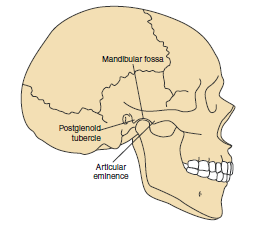 Mandibular fossa
Postglenoid
tubercle
Articular
eminence